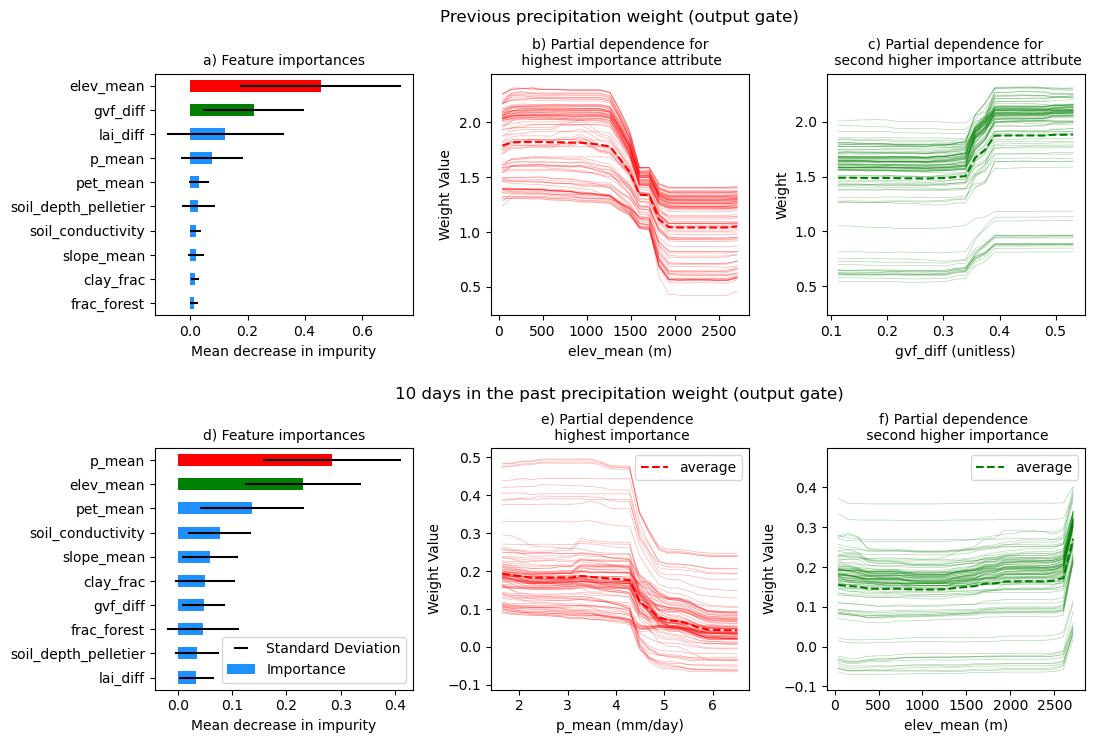 Previous precipitation weight (output gate)
a) Feature importances
elev_mean
gvf_diff
lai_diff
p_mean
pet_mean
soil_depth_pelletier
soil_conductivity
slope_mean
clay_frac
frac_forest
0.0 0.2 0.4 0.6
Mean decrease in impurity
b) Partial dependence for
highest importance attribute
Weight Value
2.0
1.5
1.0
0.5
0 500 1000 1500 2000 2500
elev_mean (m)
c) Partial dependence for
second higher importance attribute
Weight
2.0
1.5
1.0
0.5
0.1 0.2 0.3 0.4 0.5
gvf_diff (unitless)
10 days in the past precipitation weight (output gate)
d) Feature importances
p_mean
elev_mean
pet_mean
soil_conductivity
slope_mean
clay_frac
gvf_diff
frac_forest
soil_depth_pelletier
lai_diff
Standard Deviation
Importance
0.0 0.1 0.2 0.3 0.4
Mean decrease in impurity
e) Partial dependence
highest importance
average
Weight Value
0.5
0.4
0.3
0.2
0.1
0.0
−0.1
2 3 4 5 6
p_mean (mm/day)
f) Partial dependence
second higher importance
average
Weight Value
0.4
0.3
0.2
0.1
0.0
−0.1
0 500 1000 1500 2000 2500
elev_mean (m)